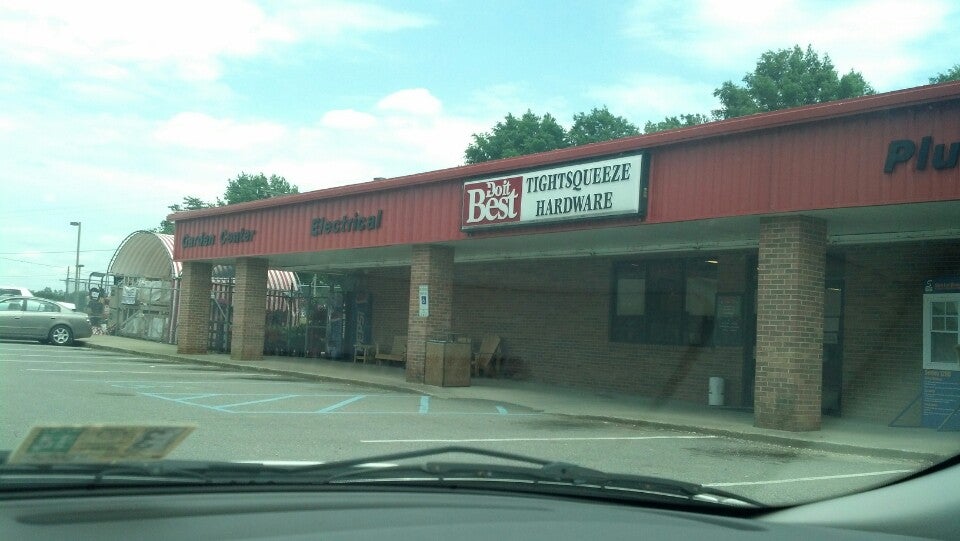 Garden Center
Electrical
Do it
Best
TIGHTSQUEEZE
HARDWARE
Plu